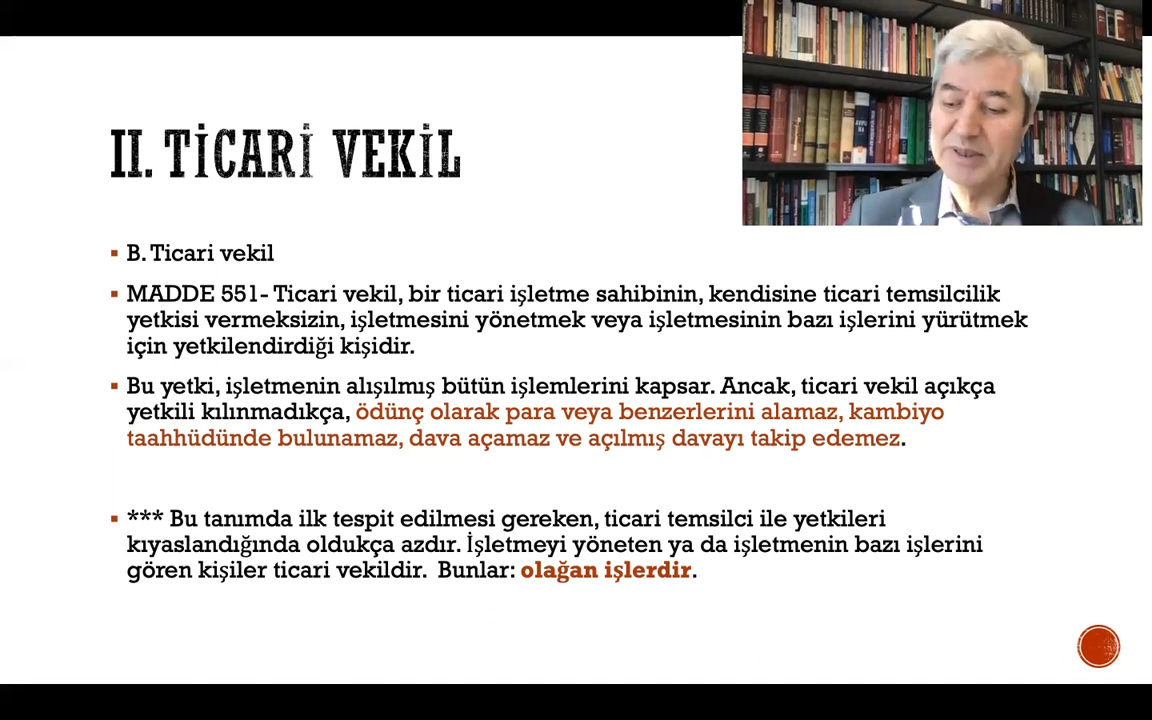 II. TİCARİ VEKİL
B. Ticari vekil
MADDE 551- Ticari vekil, bir ticari işletme sahibinin, kendisine ticari temsilcilik
yetkisi vermeksizin, işletmesini yönetmek veya işletmesinin bazı işlerini yürütmek
için yetkilendirdiği kişidir.
Bu yetki, işletmenin alışılmış bütün işlemlerini kapsar. Ancak, ticari vekil açıkça
yetkili kılınmadıkça, ödünç olarak para veya benzerlerini alamaz, kambiyo
taahhüdünde bulunamaz, dava açamaz ve açılmış davayı takip edemez.
*** Bu tanımda ilk tespit edilmesi gereken, ticari temsilci ile yetkileri
kıyaslandığında oldukça azdır. İşletmeyi yöneten ya da işletmenin bazı işlerini
gören kişiler ticari vekildir. Bunlar: olağan işlerdir.